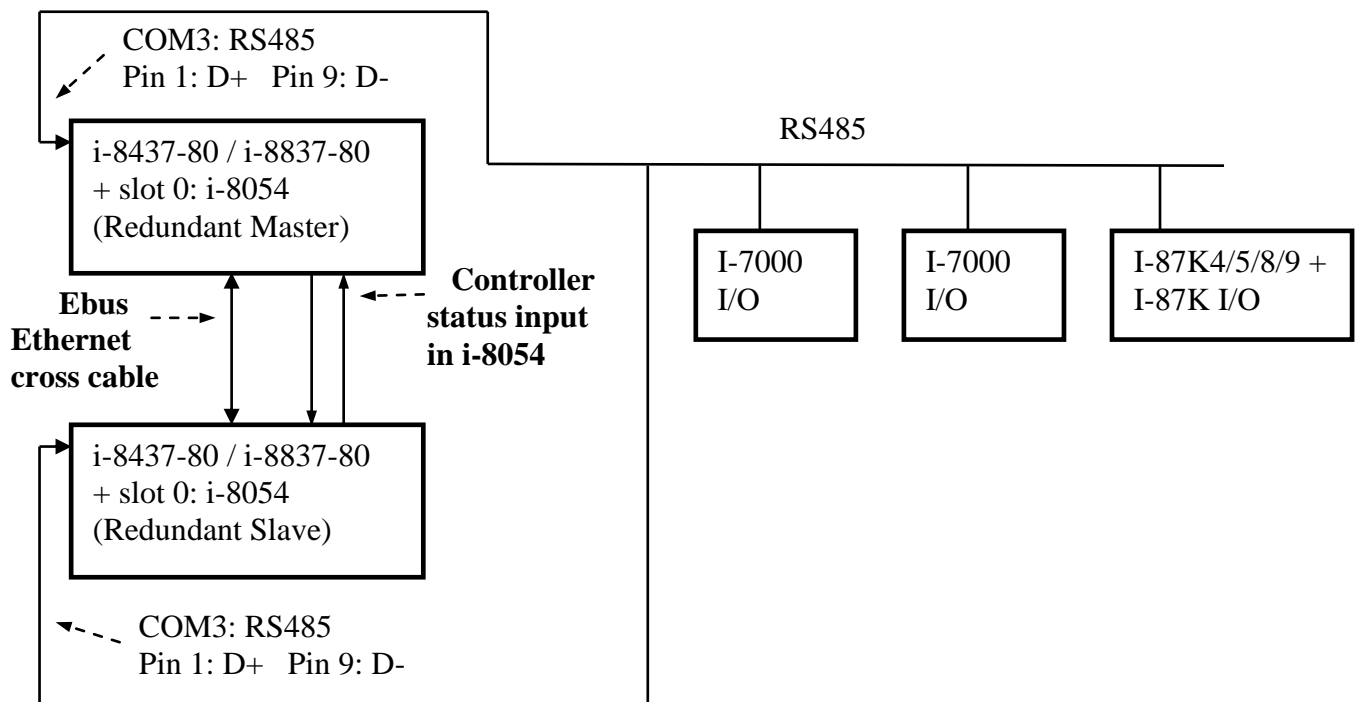 COM3: RS485
Pin 1: D+ Pin 9: D-
RS485
i-8437-80 / i-8837-80
+ slot 0: i-8054
(Redundant Master)
I-7000
I/O
I-7000
I/O
I-87K4/5/8/9 +
I-87K I/O
Ebus
Ethernet
cross cable
Controller
status input
in i-8054
i-8437-80 / i-8837-80
+ slot 0: i-8054
(Redundant Slave)
COM3: RS485
Pin 1: D+ Pin 9: D-